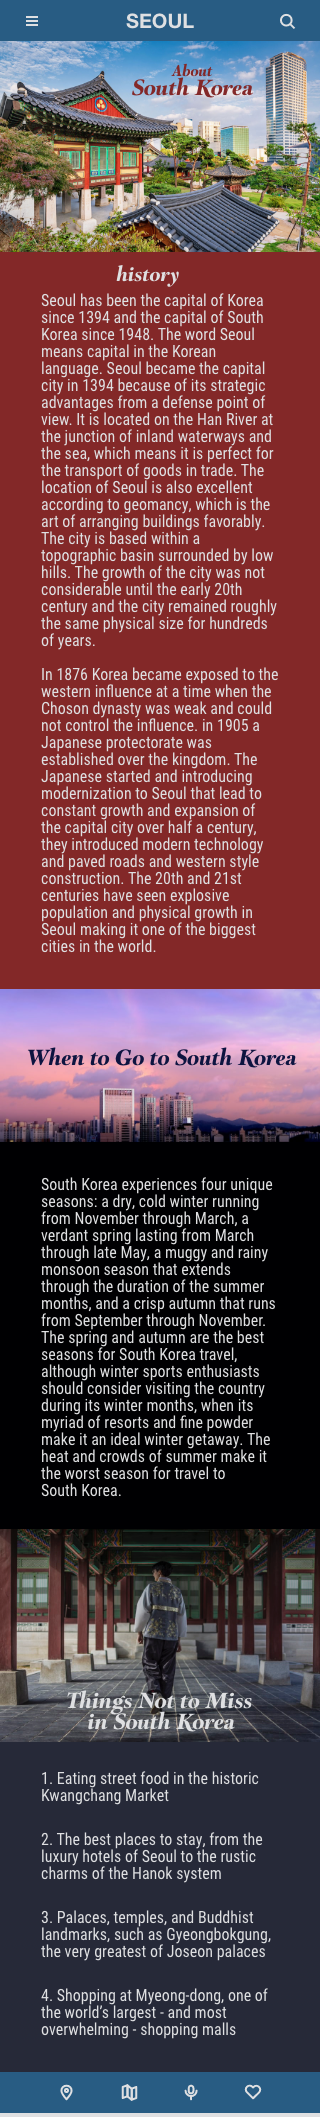 SEOUL
About
South Korea
history
Seoul has been the capital of Korea
since 1394 and the capital of South
Korea since 1948. The word Seoul
means capital in the Korean
language. Seoul became the capital
city in 1394 because of its strategic
advantages from a defense point of
view. It is located on the Han River at
the junction of inland waterways and
the sea, which means it is perfect for
the transport of goods in trade. The
location of Seoul is also excellent
according to geomancy, which is the
art of arranging buildings favorably.
The city is based within a
topographic basin surrounded by low
hills. The growth of the city was not
considerable until the early 20th
century and the city remained roughly
the same physical size for hundreds
of years.
In 1876 Korea became exposed to the
western influence at a time when the
Choson dynasty was weak and could
not control the influence. in 1905 a
Japanese protectorate was
established over the kingdom. The
Japanese started and introducing
modernization to Seoul that lead to
constant growth and expansion of
the capital city over half a century,
they introduced modern technology
and paved roads and western style
construction. The 20th and 21st
centuries have seen explosive
population and physical growth in
Seoul making it one of the biggest
cities in the world.
When to Go to South Korea
South Korea experiences four unique
seasons: a dry, cold winter running
from November through March, a
verdant spring lasting from March
through late May, a muggy and rainy
monsoon season that extends
through the duration of the summer
months, and a crisp autumn that runs
from September through November.
The spring and autumn are the best
seasons for South Korea travel,
although winter sports enthusiasts
should consider visiting the country
during its winter months, when its
myriad of resorts and fine powder
make it an ideal winter getaway. The
heat and crowds of summer make it
the worst season for travel to
South Korea.
Things Not to Miss
in South Korea
1. Eating street food in the historic
Kwangchang Market
2. The best places to stay, from the
luxury hotels of Seoul to the rustic
charms of the Hanok system
3. Palaces, temples, and Buddhist
landmarks, such as Gyeongbokgung,
the very greatest of Joseon palaces
4. Shopping at Myeong-dong, one of
the world's largest - and most
overwhelming - shopping malls